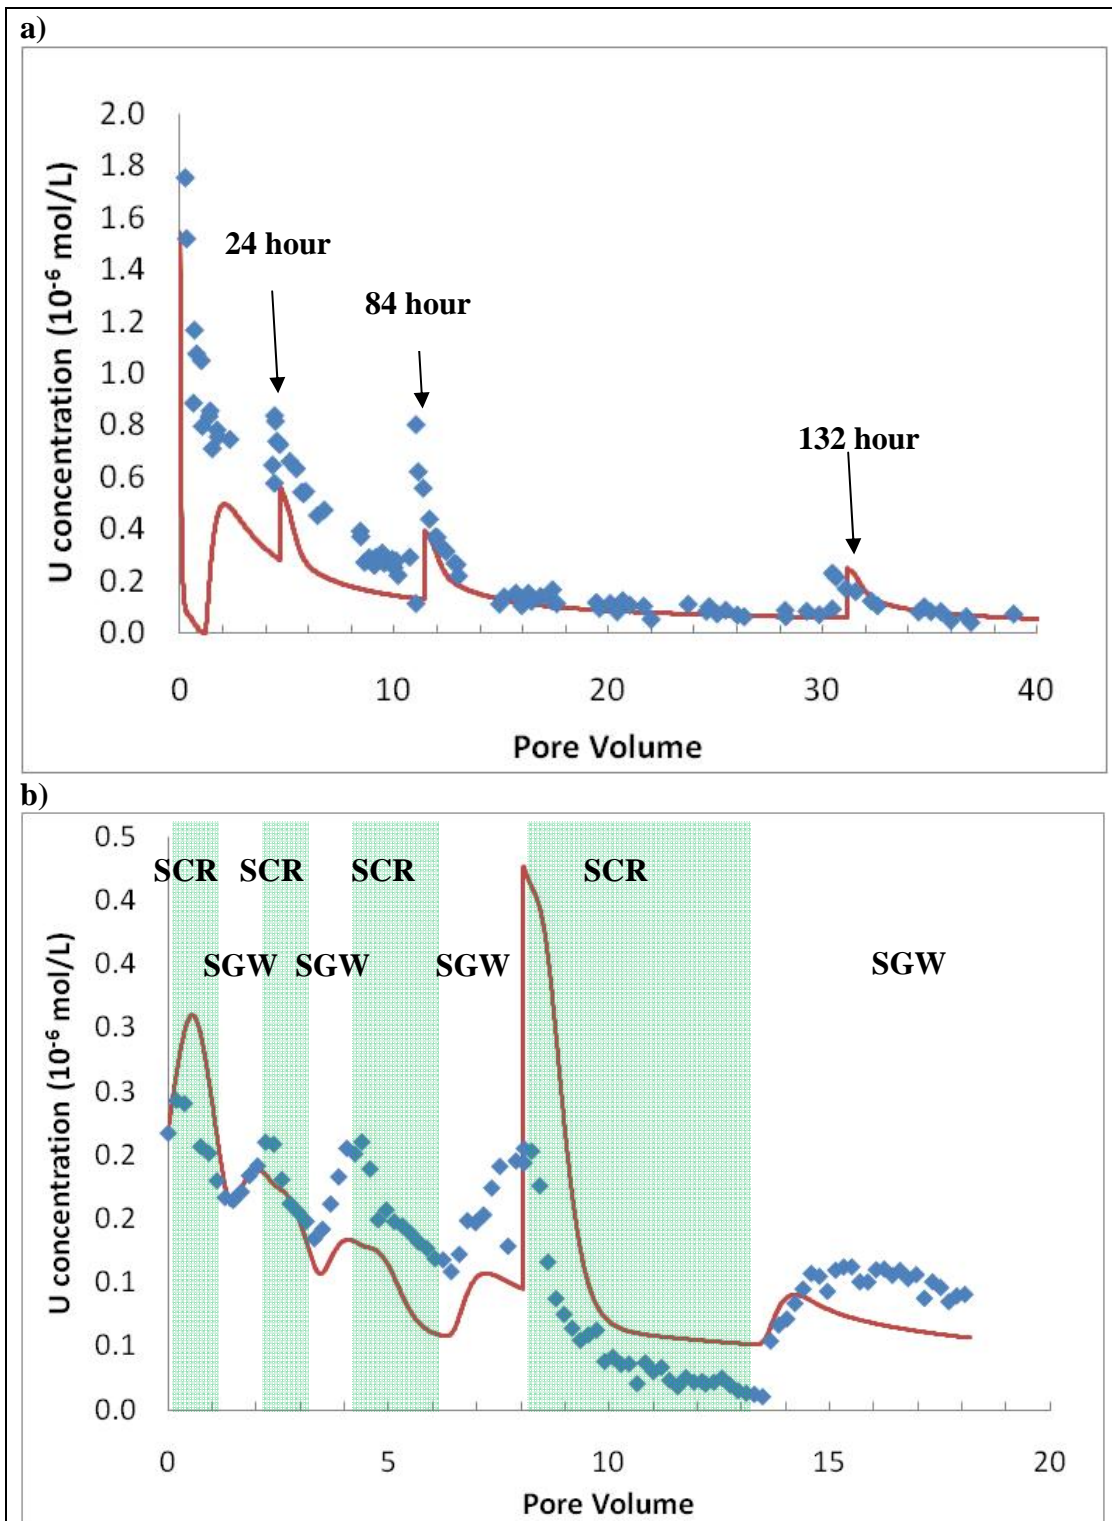 a)
2.0
1.8
1.6
1.4
1.2
1.0
0.8
0.6
0.4
0.2
0.0
U concentration (10⁻⁶ mol/L)
24 hour
84 hour
132 hour
0 10 20 30 40
Pore Volume
b)
0.5
0.4
0.4
0.3
0.3
0.2
0.2
0.1
0.1
0.0
U concentration (10⁻⁶ mol/L)
SCR SCR SCR SCR
SGW SGW SGW SGW
0 5 10 15 20
Pore Volume